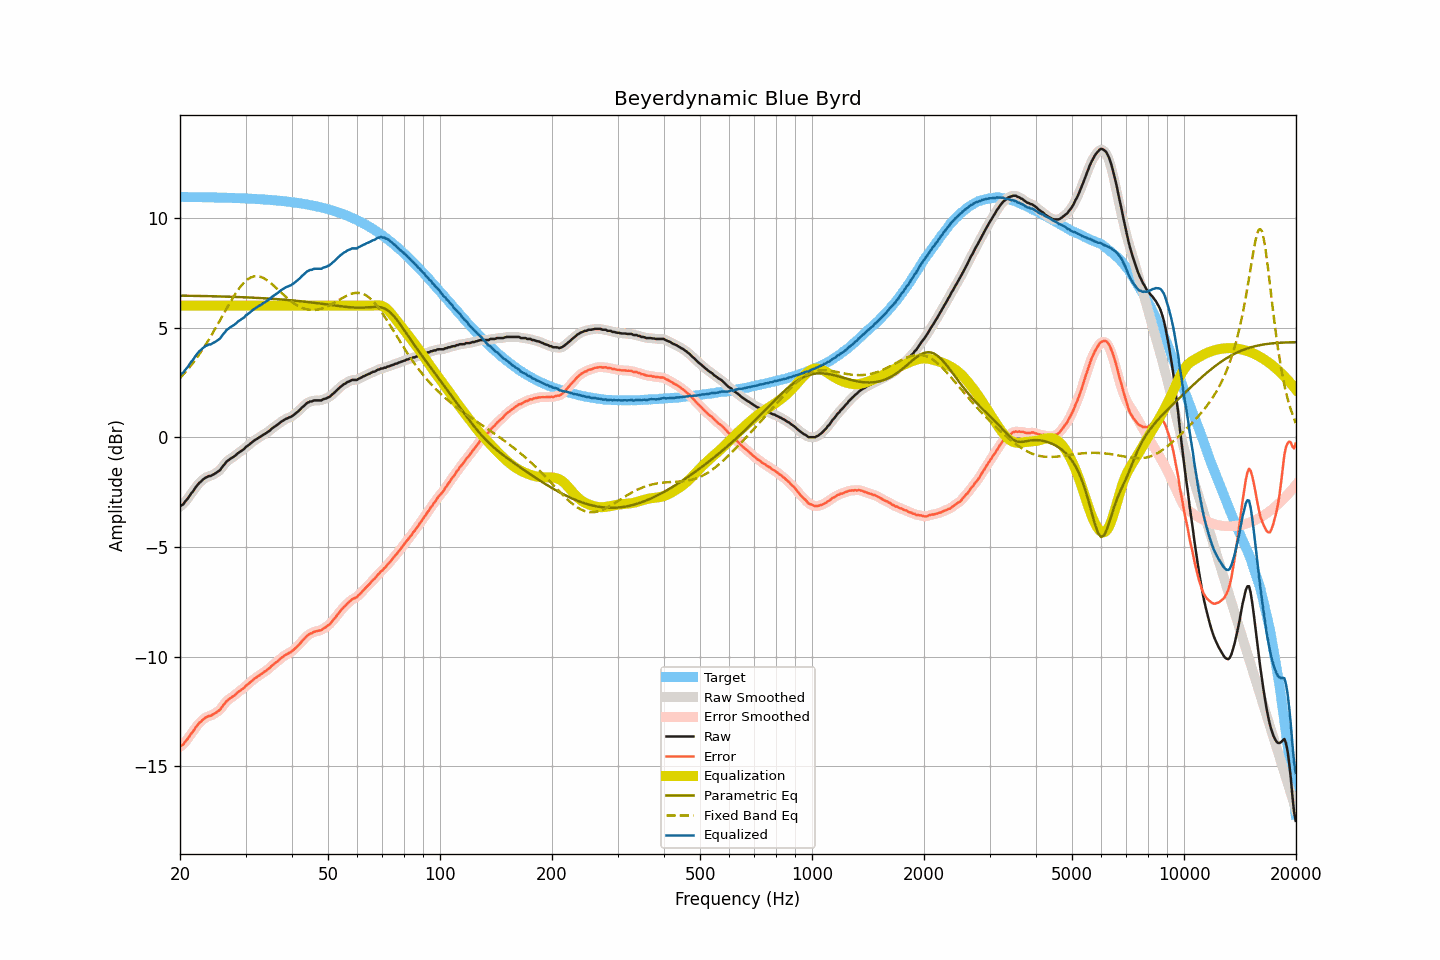 Beyerdynamic Blue Byrd
Amplitude (dBr)
10
5
0
−5
−10
−15
Target
Raw Smoothed
Error Smoothed
Raw
Error
Equalization
Parametric Eq
Fixed Band Eq
Equalized
20 50 100 200 500 1000 2000 5000 10000 20000
Frequency (Hz)